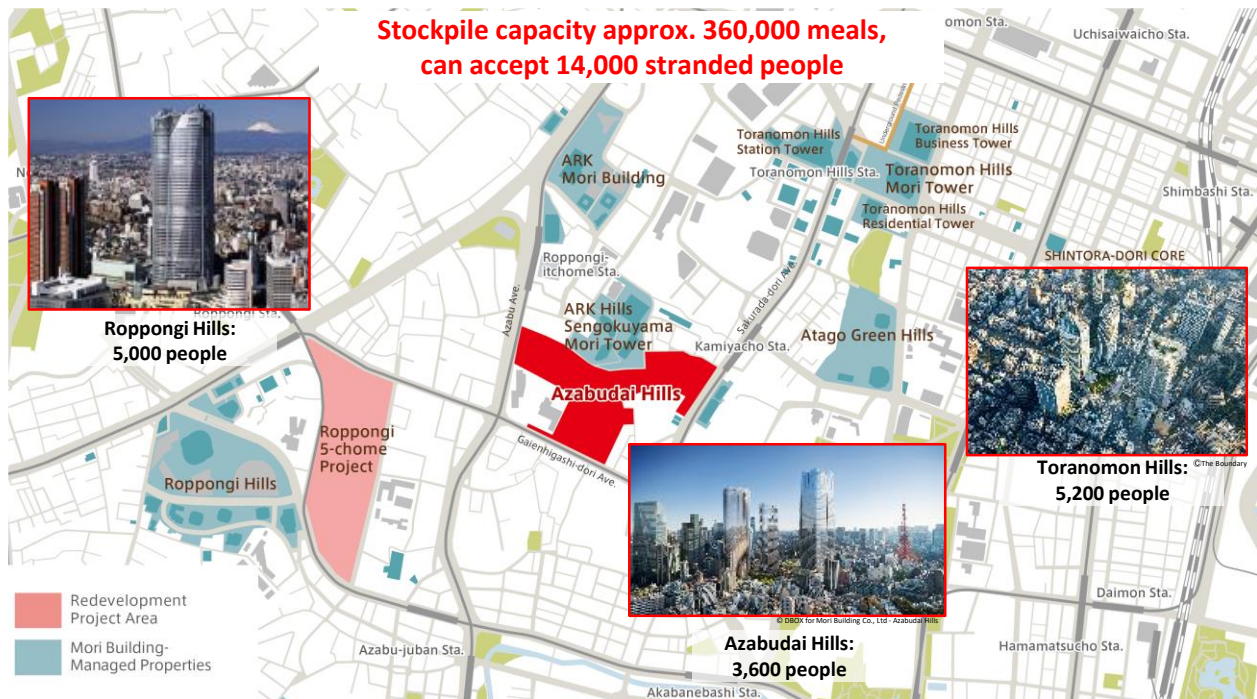 Stockpile capacity approx. 360,000 meals,
can accept 14,000 stranded people
omon Sta.
Uchisaiwaicho Sta.
Toranomon Hills
Station Tower
Toranomon Hills
Business Tower
ARK
Mori Building
Toranomon Hills Sta.
Toranomon Hills
Mori Tower
Shimbashi Sta.
Toranomon Hills
Residential Tower
Roppongi-
itchome Sta.
SHINTORA-DORI CORE
Azabu Ave.
Sakurada-dori Ave.
ARK Hills
Sengokuyama
Mori Tower
Kamiyacho Sta.
Atago Green Hills
Roppongi Sta.
Roppongi Hills:
5,000 people
Azabudai Hills
Roppongi
5-chome
Project
Gaienhigashi-dori Ave.
Roppongi Hills
©The Boundary
Toranomon Hills:
5,200 people
Redevelopment
Project Area
Mori Building-
Managed Properties
Daimon Sta.
© DBOX for Mori Building Co., Ltd - Azabudai Hills
Azabudai Hills:
3,600 people
Azabu-juban Sta.
Hamamatsucho Sta.
Akabanebashi Sta.